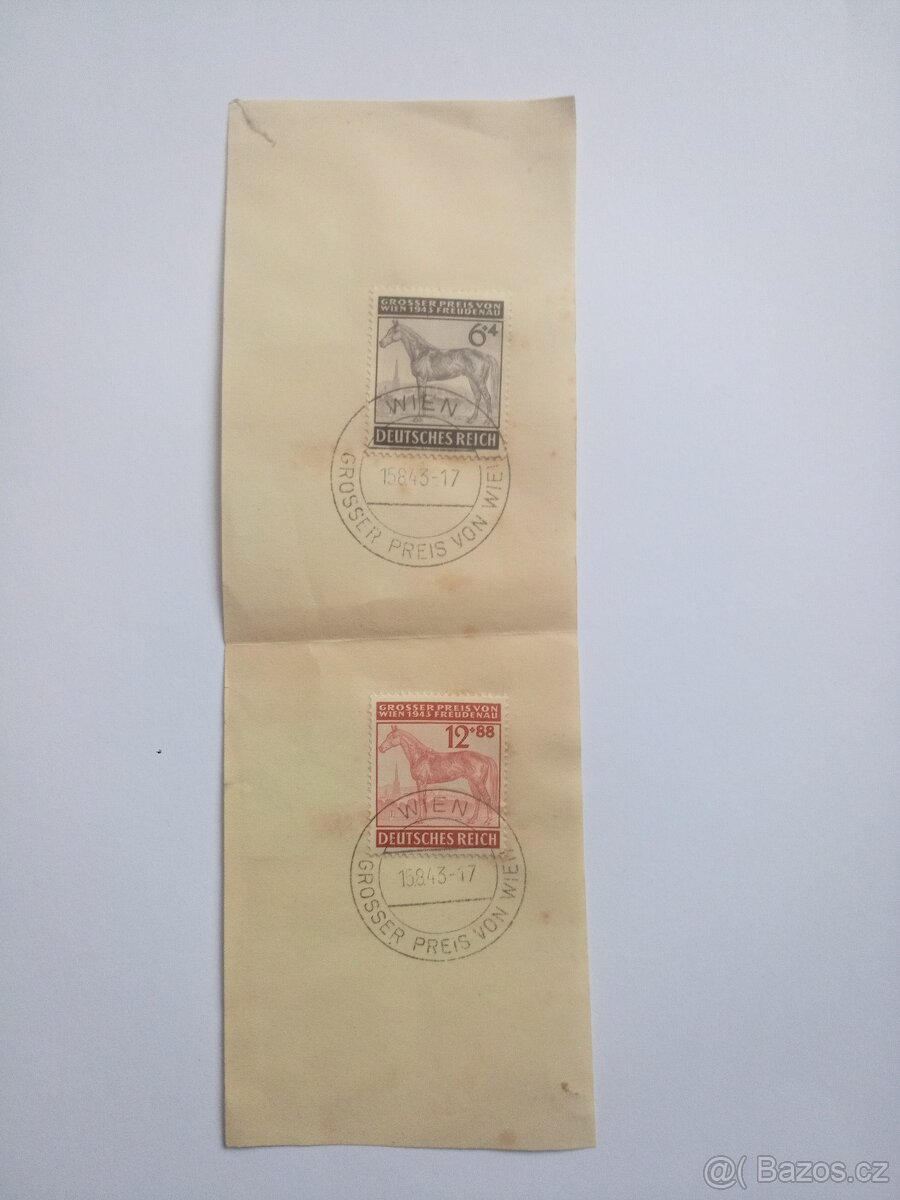 GROSSER PREIS VON
WIEN 1943 FREUDENAU
6+4
DEUTSCHES REICH
WIEN
15.8.43-17
GROSSER PREIS VON WIEN
GROSSER PREIS VON
WIEN 1943 FREUDENAU
12+88
DEUTSCHES REICH
WIEN
15.8.43-17
GROSSER PREIS VON WIEN
@( Bazos.cz